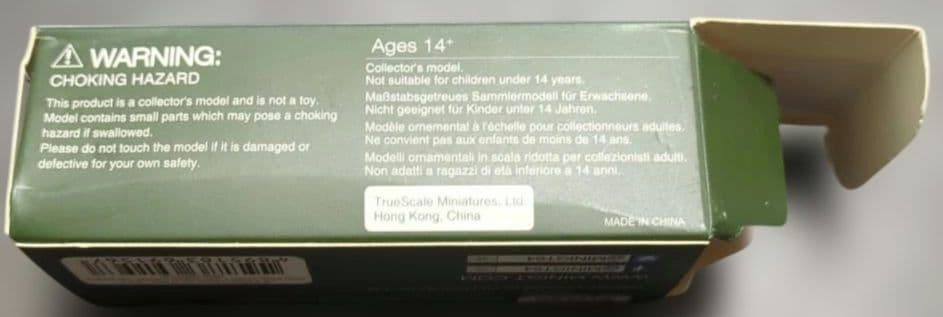 WARNING:
CHOKING HAZARD
This product is a collector's model and is not a toy.
Model contains small parts which may pose a choking
hazard if swallowed.
Please do not touch the model if it is damaged or
defective for your own safety.
Ages 14+
Collector's model.
Not suitable for children under 14 years.
Maßstabsgetreues Sammlermodell für Erwachsene.
Nicht geeignet für Kinder unter 14 Jahren.
Modèle ornemental à l'échelle pour collectionneurs adultes.
Ne convient pas aux enfants de moins de 14 ans.
Modelli ornamentali in scala ridotta per collezionisti adulti.
Non adatti a ragazzi di età inferiore a 14 anni.
TrueScale Miniatures, Ltd
Hong Kong, China
MADE IN CHINA
@MINIGT64
@MINIGT64